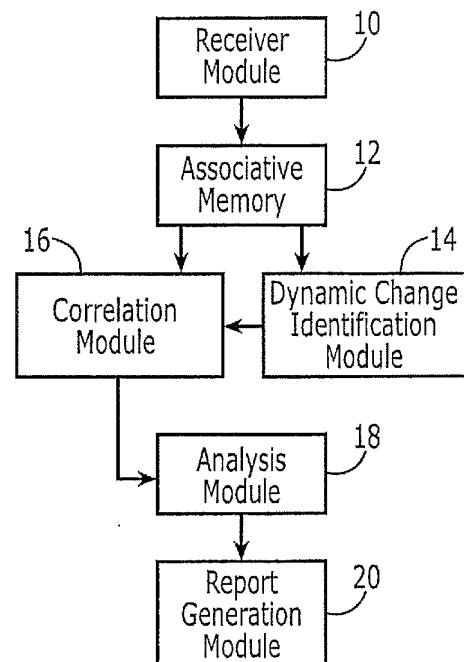 10
Receiver
Module
12
Associative
Memory
16
14
Correlation
Module
Dynamic Change
Identification
Module
18
Analysis
Module
20
Report
Generation
Module